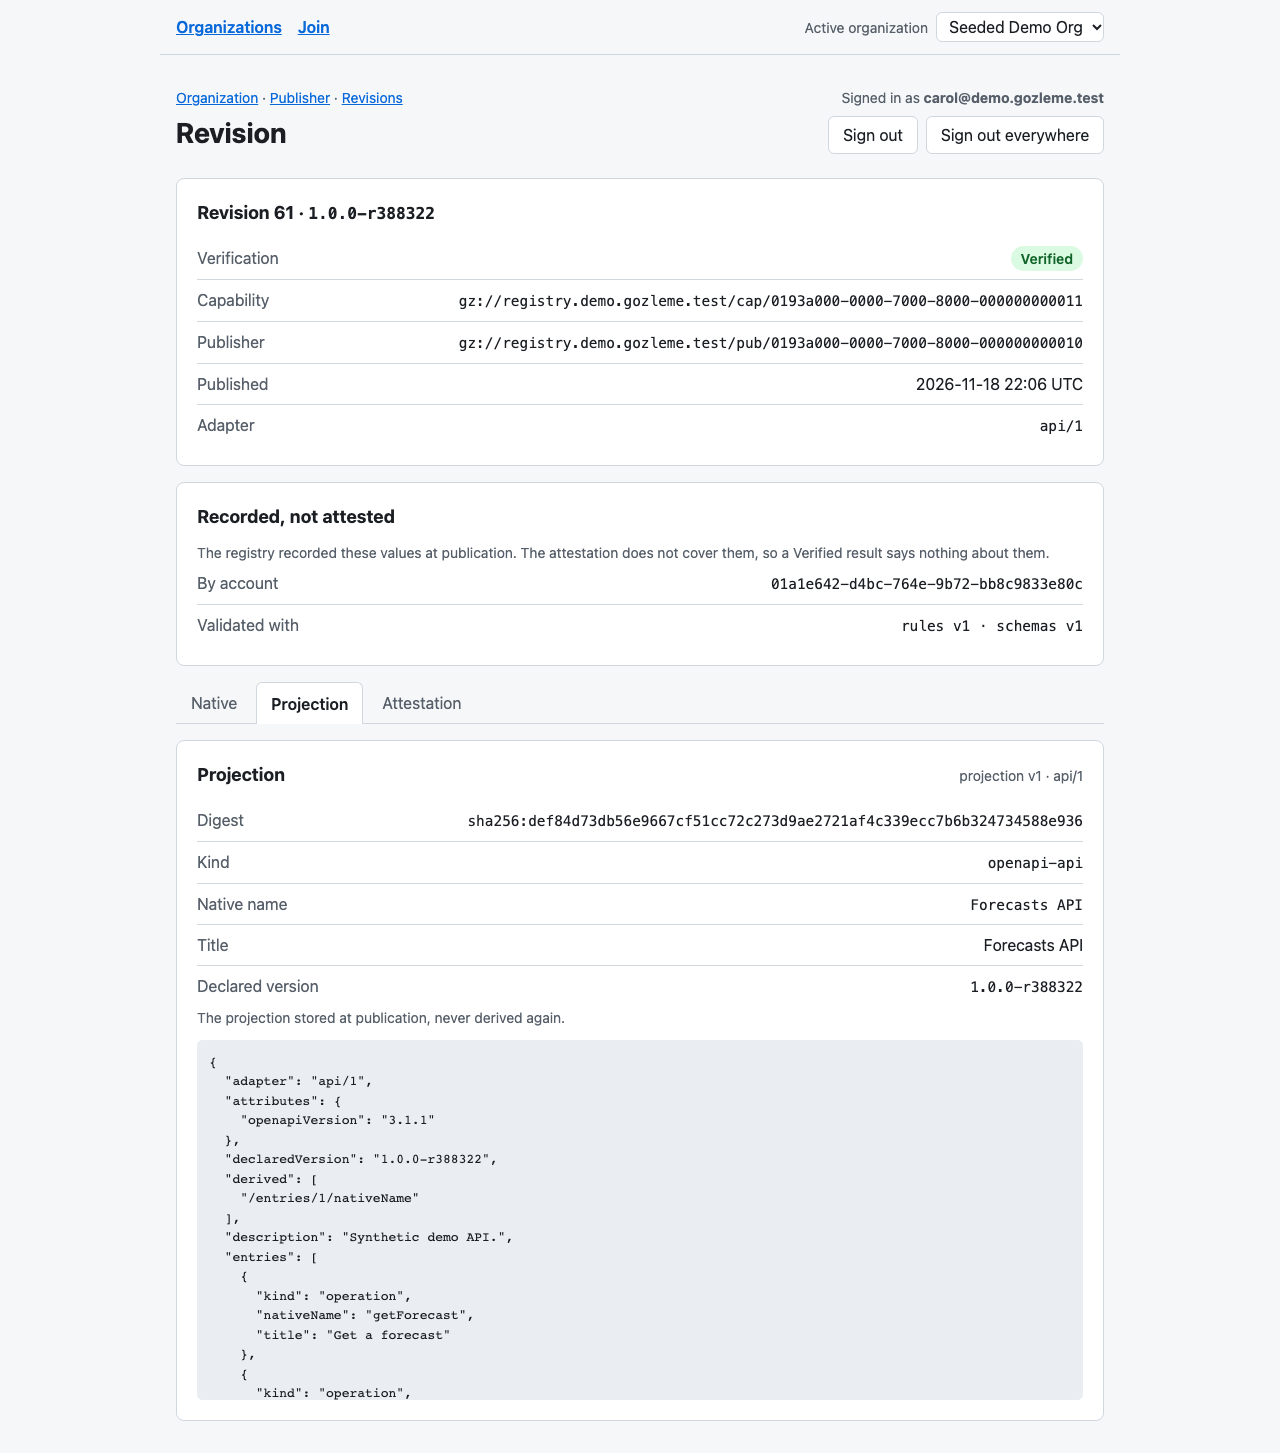 Organizations Join Active organization Seeded Demo Org
Organization · Publisher · Revisions Signed in as carol@demo.gozleme.test
Revision Sign out Sign out everywhere
Revision 61 · 1.0.0-r388322
Verification Verified
Capability gz://registry.demo.gozleme.test/cap/0193a000-0000-7000-8000-000000000011
Publisher gz://registry.demo.gozleme.test/pub/0193a000-0000-7000-8000-000000000010
Published 2026-11-18 22:06 UTC
Adapter api/1
Recorded, not attested
The registry recorded these values at publication. The attestation does not cover them, so a Verified result says nothing about them.
By account 01a1e642-d4bc-764e-9b72-bb8c9833e80c
Validated with rules v1 · schemas v1
Native Projection Attestation
Projection projection v1 · api/1
Digest sha256:def84d73db56e9667cf51cc72c273d9ae2721af4c339ecc7b6b324734588e936
Kind openapi-api
Native name Forecasts API
Title Forecasts API
Declared version 1.0.0-r388322
The projection stored at publication, never derived again.
{
  "adapter": "api/1",
  "attributes": {
    "openapiVersion": "3.1.1"
  },
  "declaredVersion": "1.0.0-r388322",
  "derived": [
    "/entries/1/nativeName"
  ],
  "description": "Synthetic demo API.",
  "entries": [
    {
      "kind": "operation",
      "nativeName": "getForecast",
      "title": "Get a forecast"
    },
    {
      "kind": "operation",